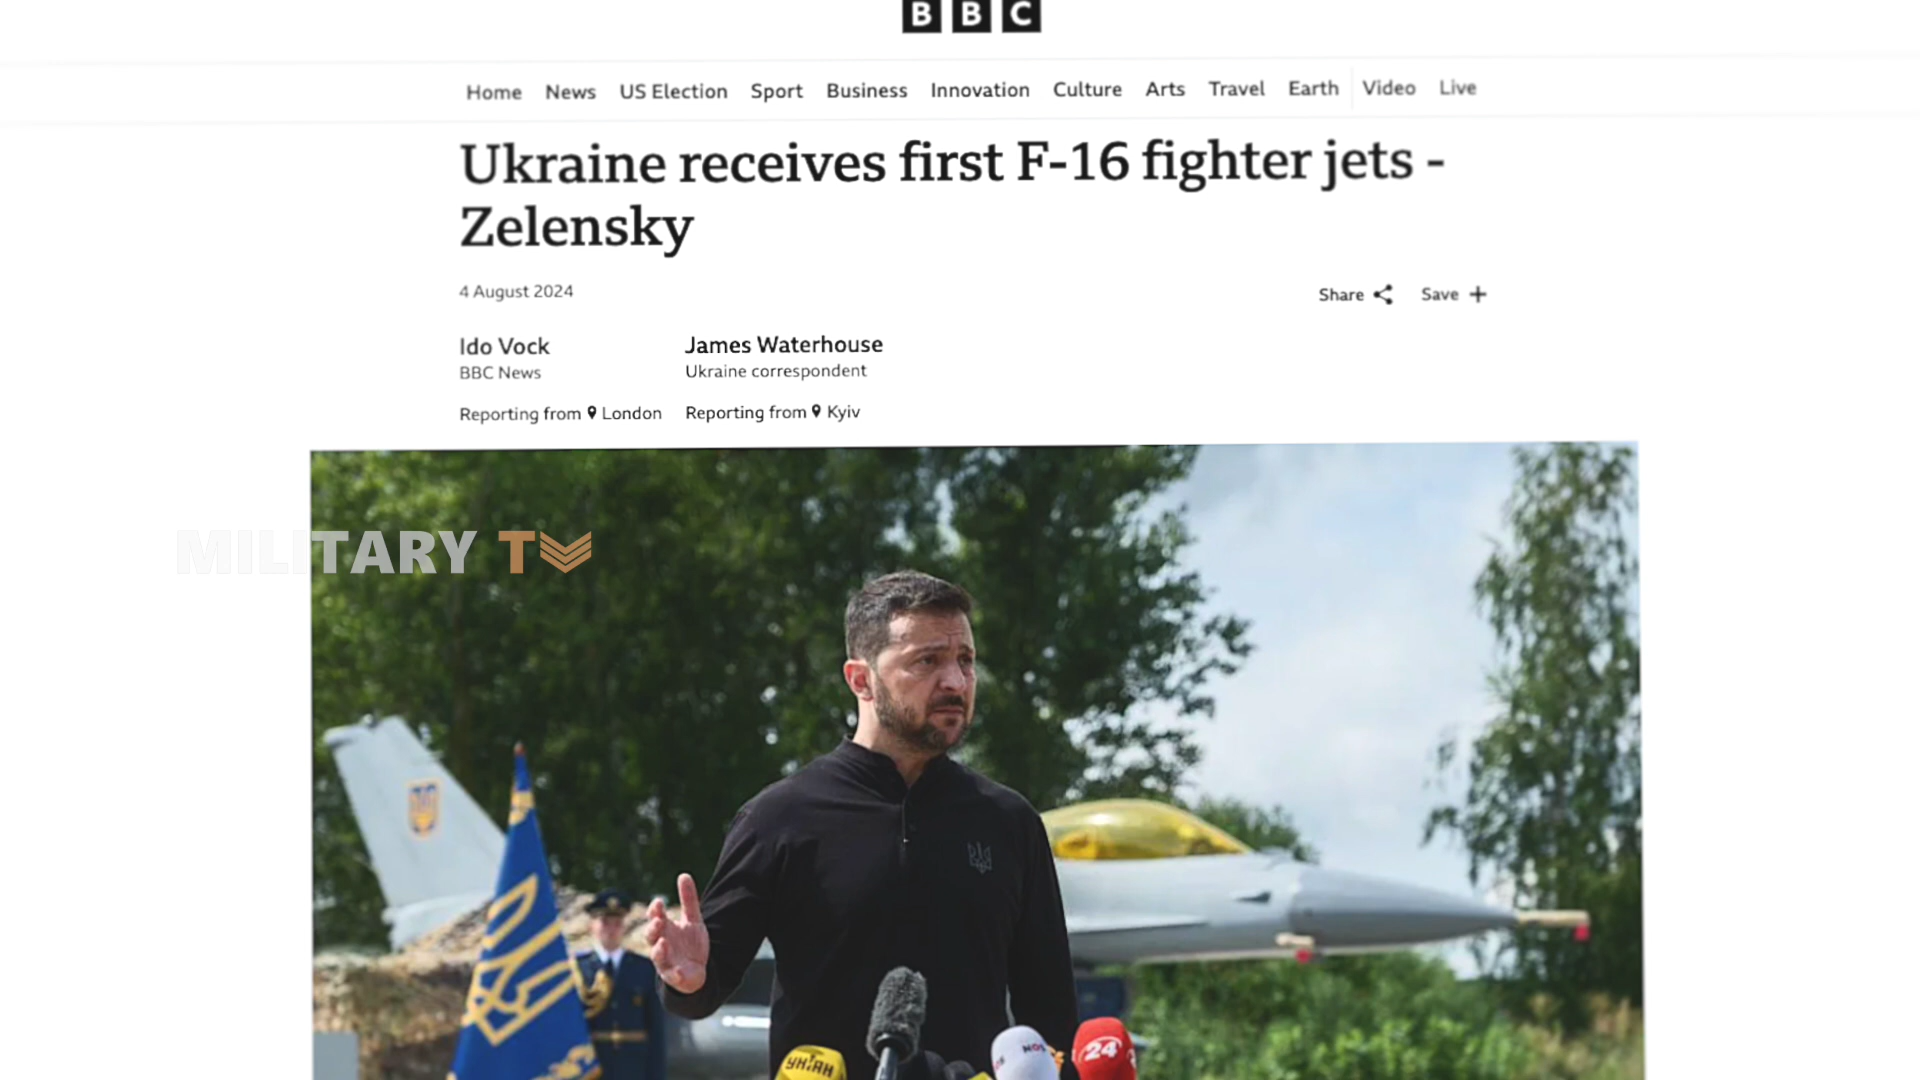 BBC
Home News US Election Sport Business Innovation Culture Arts Travel Earth Video Live
Ukraine receives first F-16 fighter jets -
Zelensky
4 August 2024
Share Save
Ido Vock James Waterhouse
BBC News Ukraine correspondent
Reporting from London Reporting from Kyiv
MILITARY TV
УНІАН
NOS
24